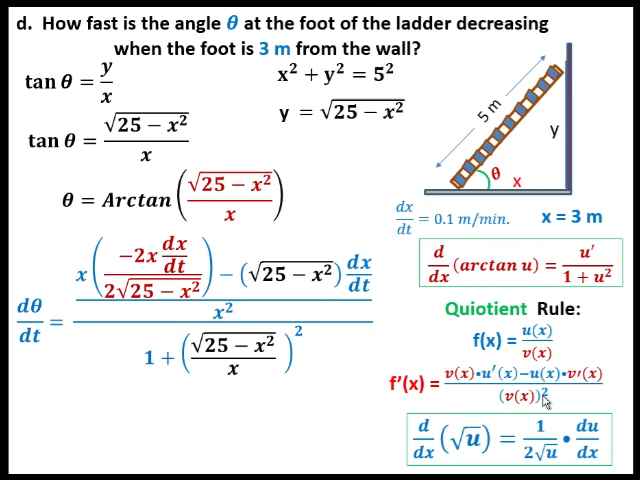 d. How fast is the angle θ at the foot of the ladder decreasing
when the foot is 3 m from the wall?
tan θ = y/x
x² + y² = 5²
y = √(25 − x²)
tan θ = √(25 − x²)/x
θ = Arctan (√(25 − x²)/x)
5 m
y
θ
x
dx/dt = 0.1 m/min.
x = 3 m
d/dx (arctan u) = u′/(1 + u²)
dθ/dt = [x (−2x dx/dt / 2√(25 − x²)) − (√(25 − x²)) dx/dt / x²] / [1 + (√(25 − x²)/x)²]
Quiotient Rule:
f(x) = u(x)/v(x)
f’(x) = v(x)•u′(x)−u(x)•v′(x)/(v(x))²
d/dx (√u) = 1/2√u • du/dx